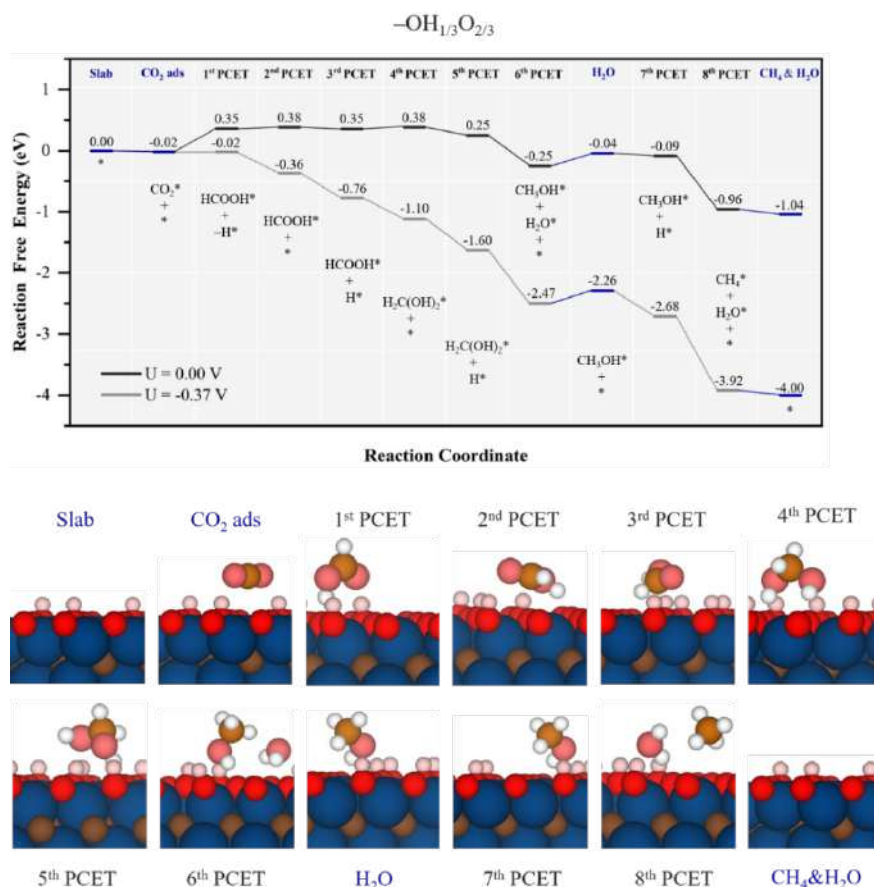 –OH1/3O2/3
Slab CO2 ads 1st PCET 2nd PCET 3rd PCET 4th PCET 5th PCET 6th PCET H2O 7th PCET 8th PCET CH4 & H2O
Reaction Free Energy (eV)
1
0
-1
-2
-3
-4
0.00 -0.02 0.35 0.38 0.35 0.38 0.25 -0.25 -0.04 -0.09 -0.96 -1.04
-0.02 -0.36 -0.76 -1.10 -1.60 -2.47 -2.26 -2.68 -3.92 -4.00
*
CO2*
+
*
HCOOH*
+
–H*
HCOOH*
+
*
HCOOH*
+
H*
H2C(OH)2*
+
*
H2C(OH)2*
+
H*
CH3OH*
+
H2O*
+
*
CH3OH*
+
*
CH3OH*
+
H*
CH4*
+
H2O*
+
*
*
U = 0.00 V
U = -0.37 V
Reaction Coordinate
Slab CO2 ads 1st PCET 2nd PCET 3rd PCET 4th PCET
5th PCET 6th PCET H2O 7th PCET 8th PCET CH4&H2O